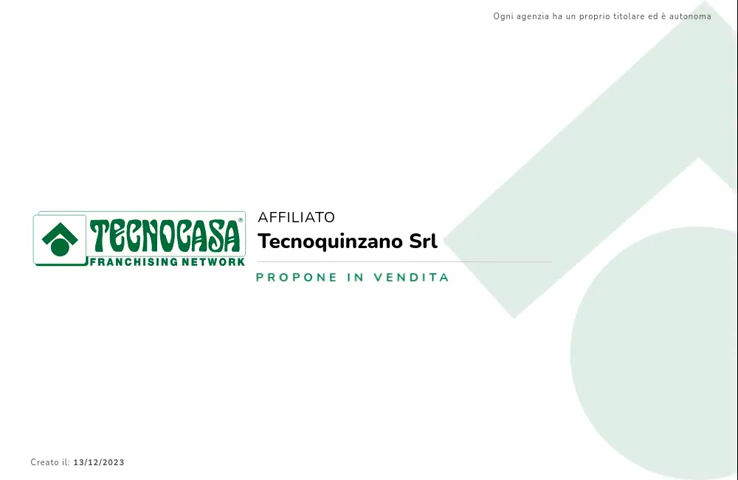 Ogni agenzia ha un proprio titolare ed è autonoma
TECNOCASA®
FRANCHISING NETWORK
AFFILIATO
Tecnoquinzano Srl
PROPONE IN VENDITA
Creato il: 13/12/2023